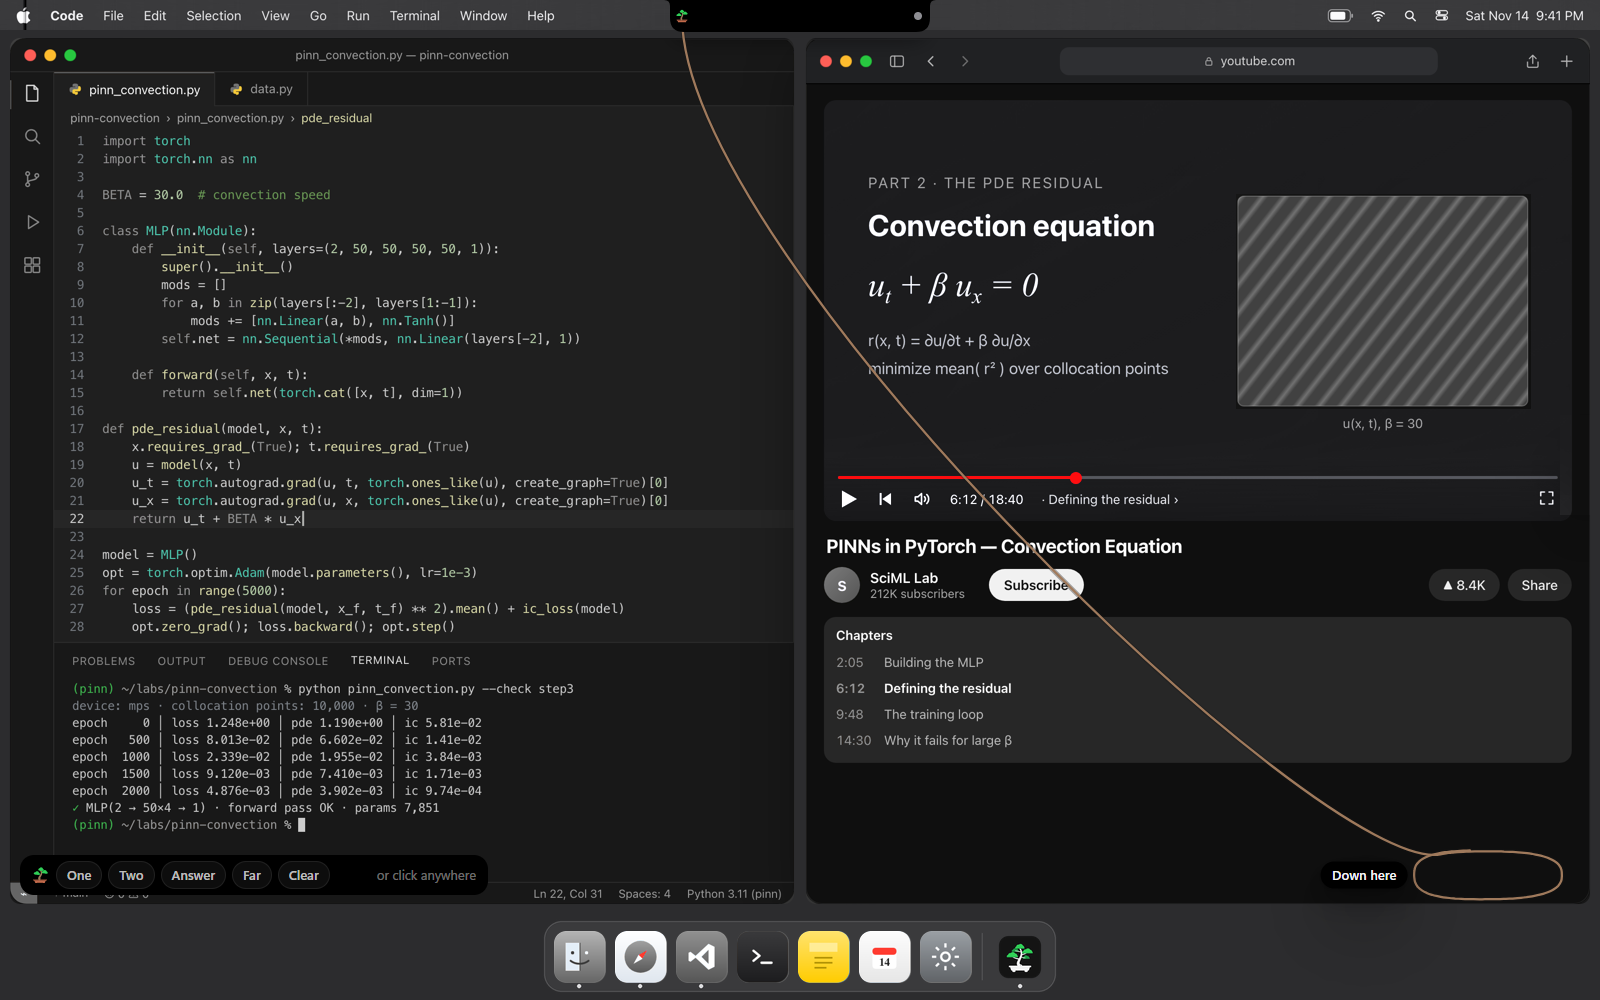 Code File Edit Selection View Go Run Terminal Window Help
Sat Nov 14 9:41 PM
pinn_convection.py — pinn-convection
pinn_convection.py
data.py
pinn-convection › pinn_convection.py › pde_residual
1 import torch
2 import torch.nn as nn
3
4 BETA = 30.0 # convection speed
5
6 class MLP(nn.Module):
7 def __init__(self, layers=(2, 50, 50, 50, 50, 1)):
8 super().__init__()
9 mods = []
10 for a, b in zip(layers[:-2], layers[1:-1]):
11 mods += [nn.Linear(a, b), nn.Tanh()]
12 self.net = nn.Sequential(*mods, nn.Linear(layers[-2], 1))
13
14 def forward(self, x, t):
15 return self.net(torch.cat([x, t], dim=1))
16
17 def pde_residual(model, x, t):
18 x.requires_grad_(True); t.requires_grad_(True)
19 u = model(x, t)
20 u_t = torch.autograd.grad(u, t, torch.ones_like(u), create_graph=True)[0]
21 u_x = torch.autograd.grad(u, x, torch.ones_like(u), create_graph=True)[0]
22 return u_t + BETA * u_x
23
24 model = MLP()
25 opt = torch.optim.Adam(model.parameters(), lr=1e-3)
26 for epoch in range(5000):
27 loss = (pde_residual(model, x_f, t_f) ** 2).mean() + ic_loss(model)
28 opt.zero_grad(); loss.backward(); opt.step()
PROBLEMS OUTPUT DEBUG CONSOLE TERMINAL PORTS
(pinn) ~/labs/pinn-convection % python pinn_convection.py --check step3
device: mps · collocation points: 10,000 · β = 30
epoch 0 | loss 1.248e+00 | pde 1.190e+00 | ic 5.81e-02
epoch 500 | loss 8.013e-02 | pde 6.602e-02 | ic 1.41e-02
epoch 1000 | loss 2.339e-02 | pde 1.955e-02 | ic 3.84e-03
epoch 1500 | loss 9.120e-03 | pde 7.410e-03 | ic 1.71e-03
epoch 2000 | loss 4.876e-03 | pde 3.902e-03 | ic 9.74e-04
✓ MLP(2 → 50×4 → 1) · forward pass OK · params 7,851
(pinn) ~/labs/pinn-convection %
One Two Answer Far Clear or click anywhere
Ln 22, Col 31 Spaces: 4 Python 3.11 (pinn)
youtube.com
PART 2 · THE PDE RESIDUAL
Convection equation
u_t + β u_x = 0
r(x, t) = ∂u/∂t + β ∂u/∂x
minimize mean( r² ) over collocation points
u(x, t), β = 30
6:12 / 18:40 · Defining the residual ›
PINNs in PyTorch — Convection Equation
S
SciML Lab
212K subscribers
Subscribe
▲ 8.4K
Share
Chapters
2:05 Building the MLP
6:12 Defining the residual
9:48 The training loop
14:30 Why it fails for large β
Down here
14